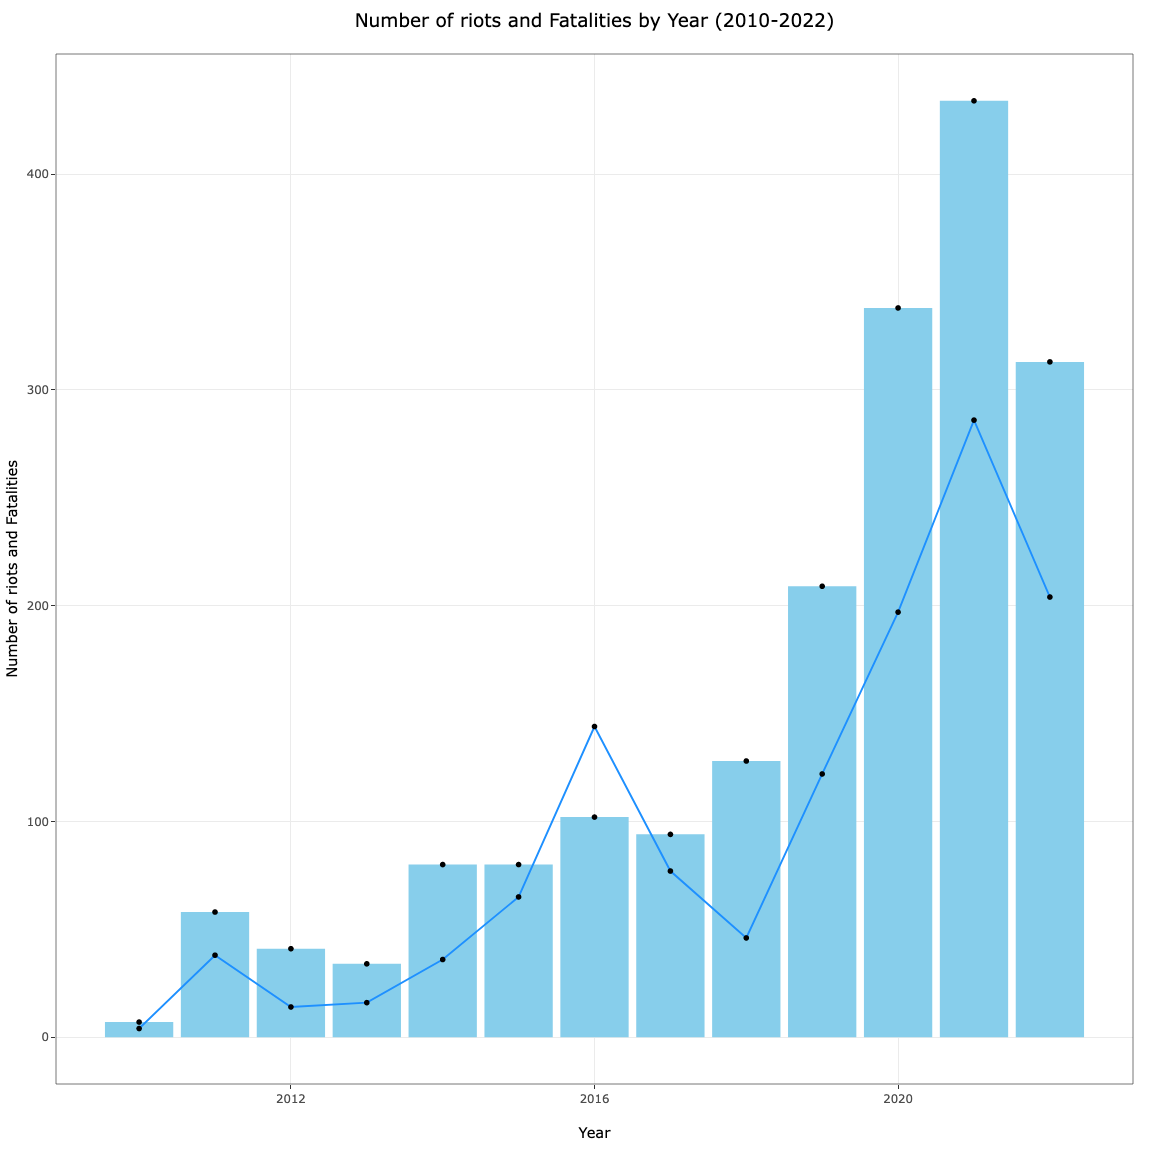 Number of riots and Fatalities by Year (2010-2022)
Number of riots and Fatalities
400
300
200
100
0
2012
2016
2020
Year